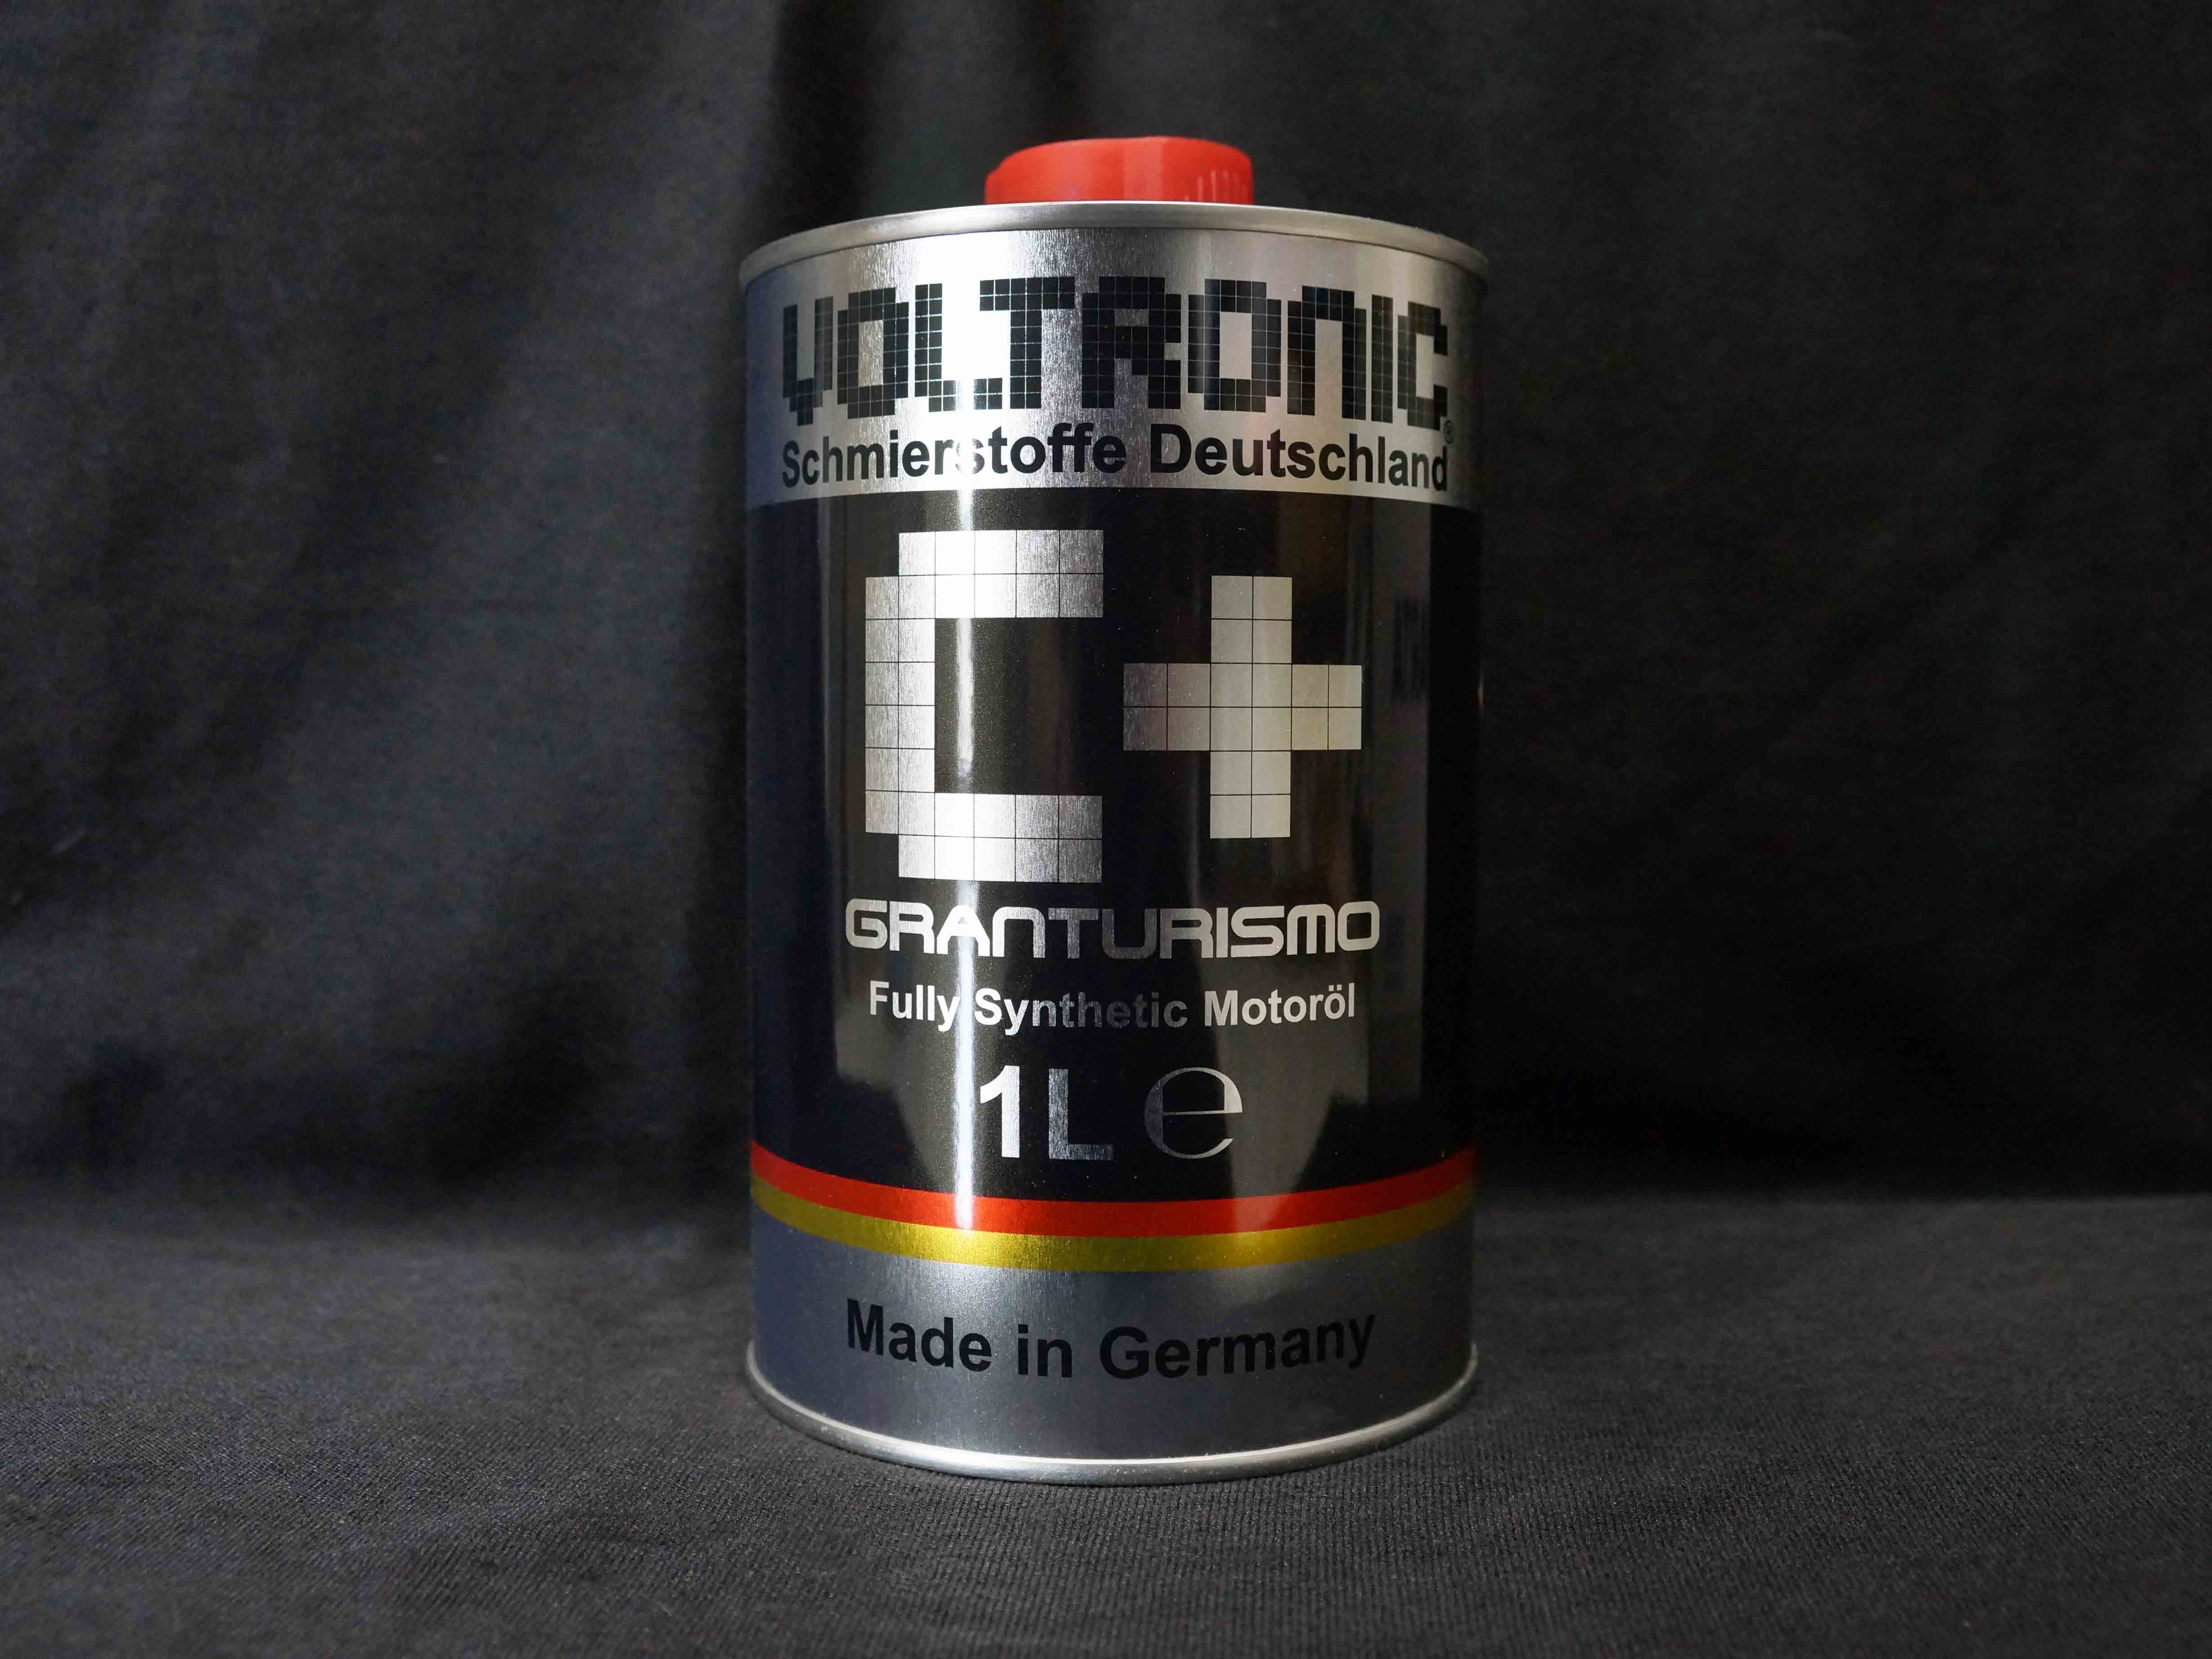 VOLTRONIC®
Schmierstoffe Deutschland
C+
GRANTURISMO
Fully Synthetic Motoröl
1L ℮
Made in Germany